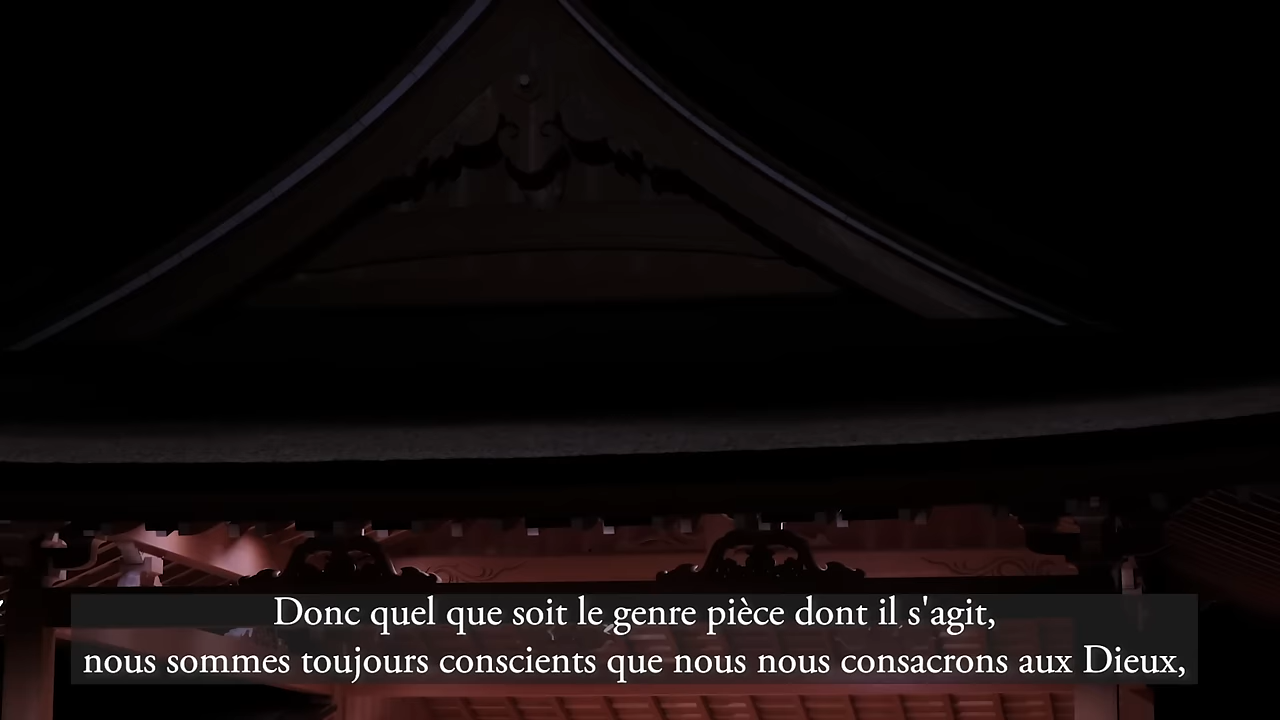 Donc quel que soit le genre pièce dont il s'agit,
nous sommes toujours conscients que nous nous consacrons aux Dieux,